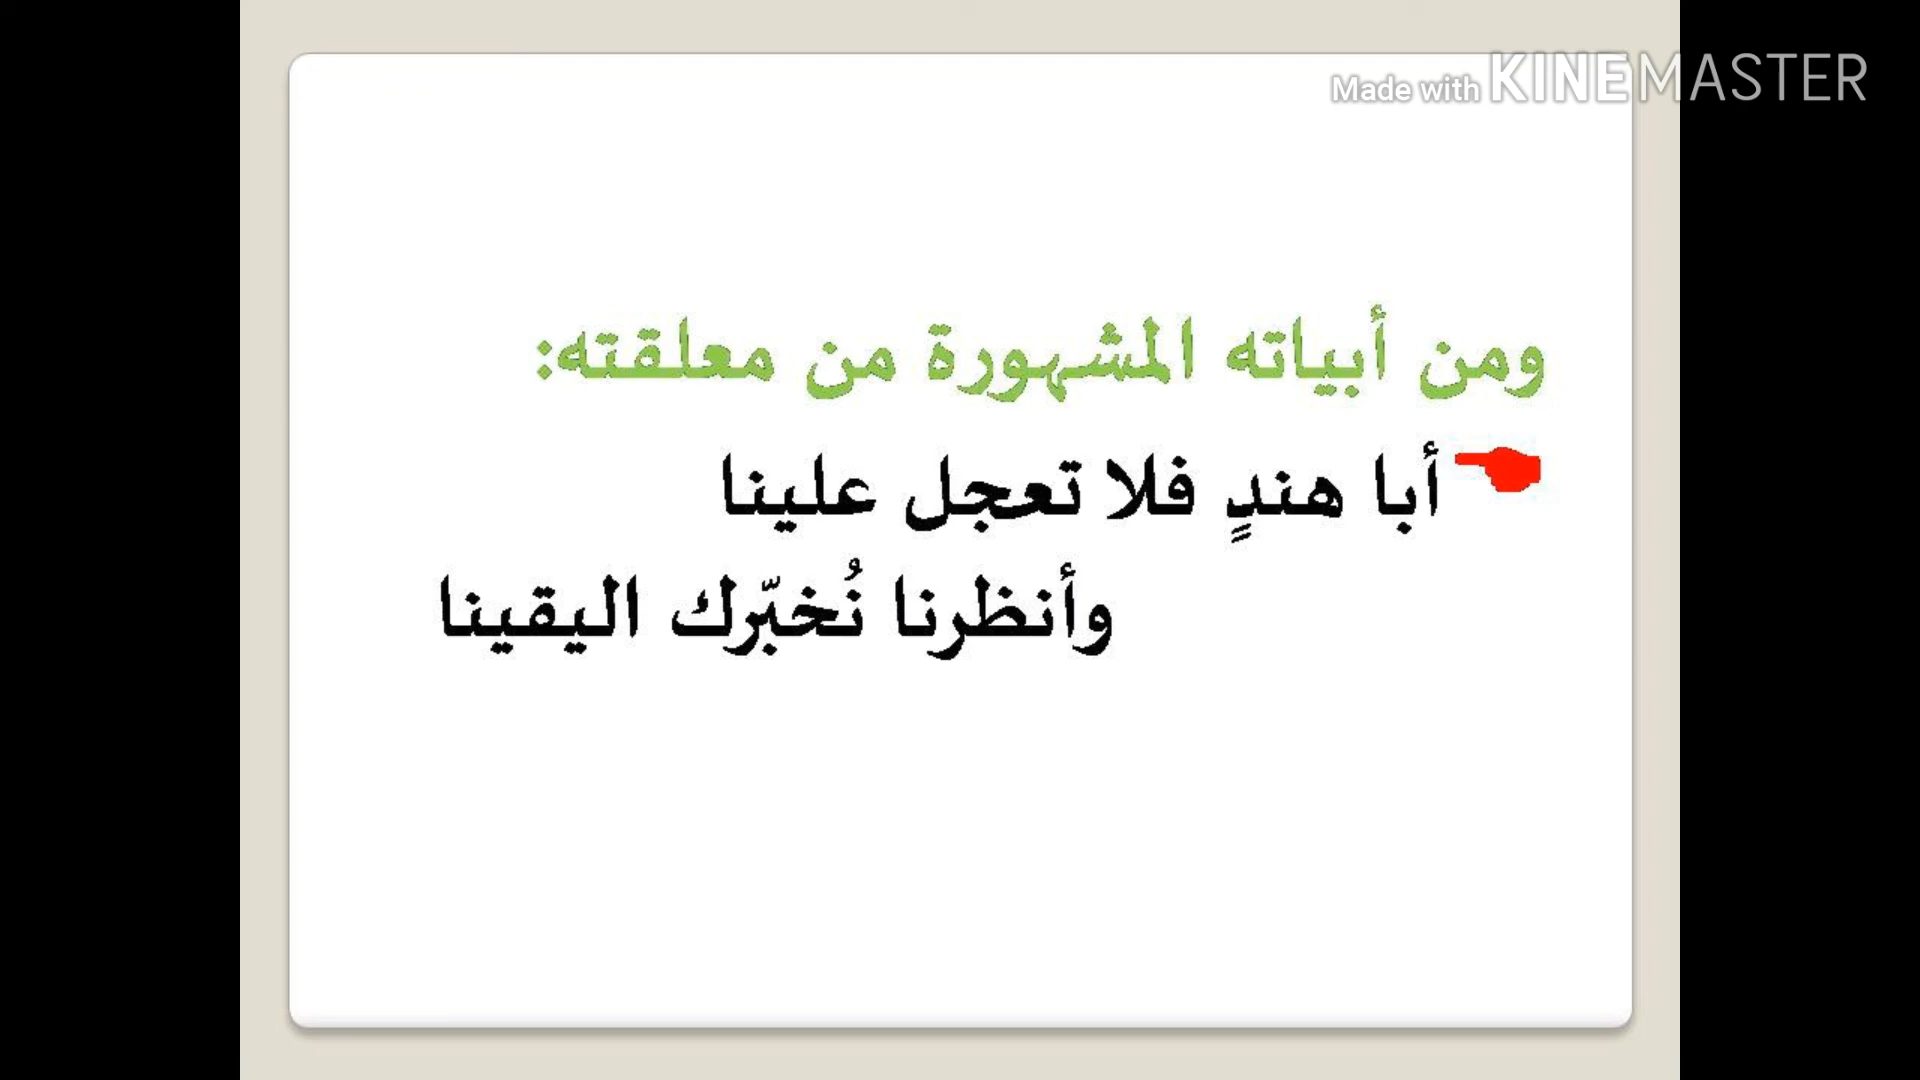 Made with KINEMASTER
ومن أبياته المشهورة من معلقته:
أبا هندٍ فلا تعجل علينا
وأنظرنا نُخبّرك اليقينا